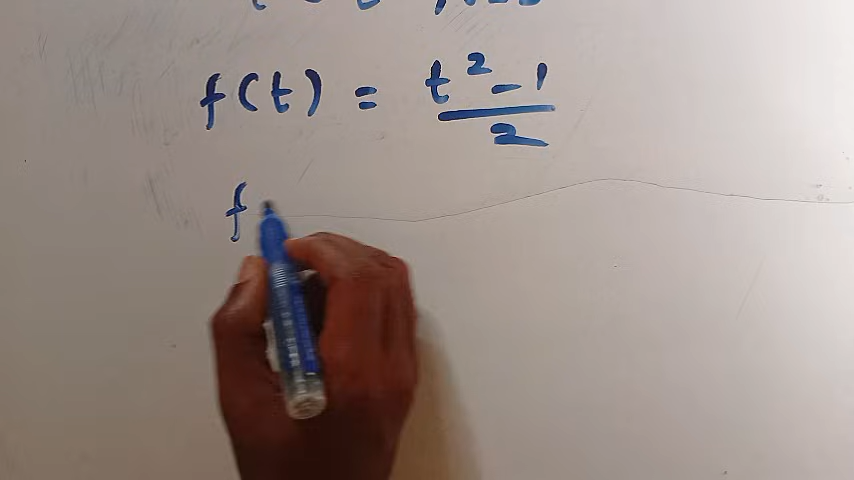 f(t) = (t² - 1)/2
f